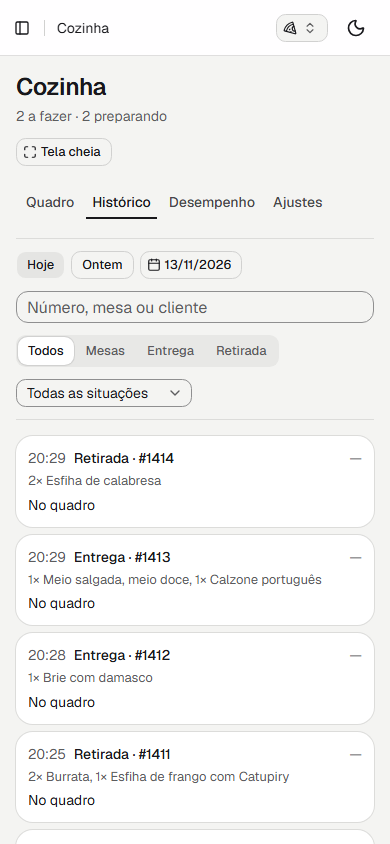 Cozinha
Cozinha
2 a fazer · 2 preparando
Tela cheia
Quadro Histórico Desempenho Ajustes
Hoje Ontem 13/11/2026
Número, mesa ou cliente
Todos Mesas Entrega Retirada
Todas as situações
20:29 Retirada · #1414 —
2× Esfiha de calabresa
No quadro
20:29 Entrega · #1413 —
1× Meio salgada, meio doce, 1× Calzone português
No quadro
20:28 Entrega · #1412 —
1× Brie com damasco
No quadro
20:25 Retirada · #1411 —
2× Burrata, 1× Esfiha de frango com Catupiry
No quadro